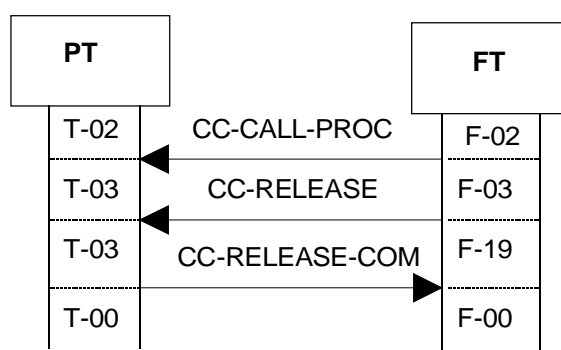 PT FT
T-02 CC-CALL-PROC F-02
T-03 CC-RELEASE F-03
T-03 CC-RELEASE-COM F-19
T-00 F-00